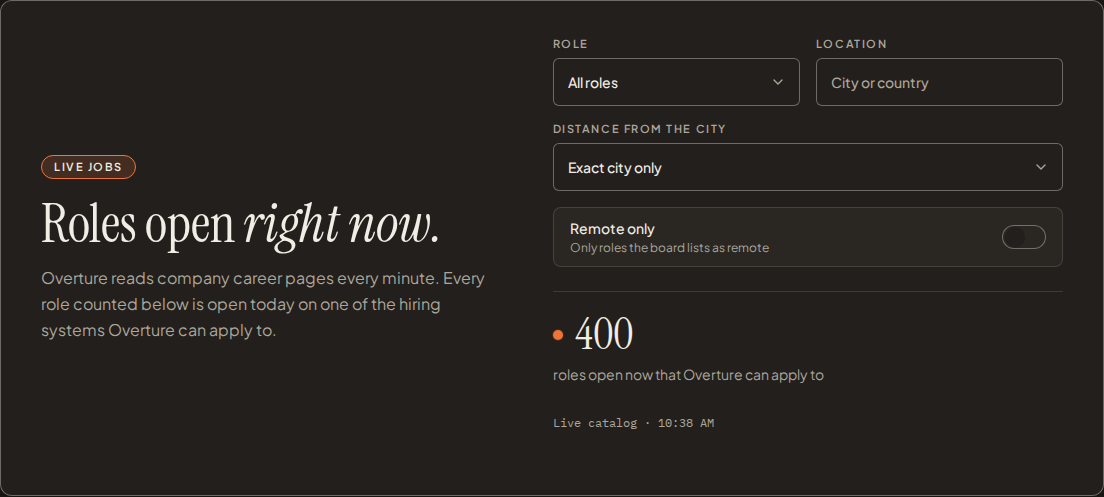 LIVE JOBS
Roles open right now.
Overture reads company career pages every minute. Every
role counted below is open today on one of the hiring
systems Overture can apply to.
ROLE
All roles
LOCATION
City or country
DISTANCE FROM THE CITY
Exact city only
Remote only
Only roles the board lists as remote
400
roles open now that Overture can apply to
Live catalog · 10:38 AM